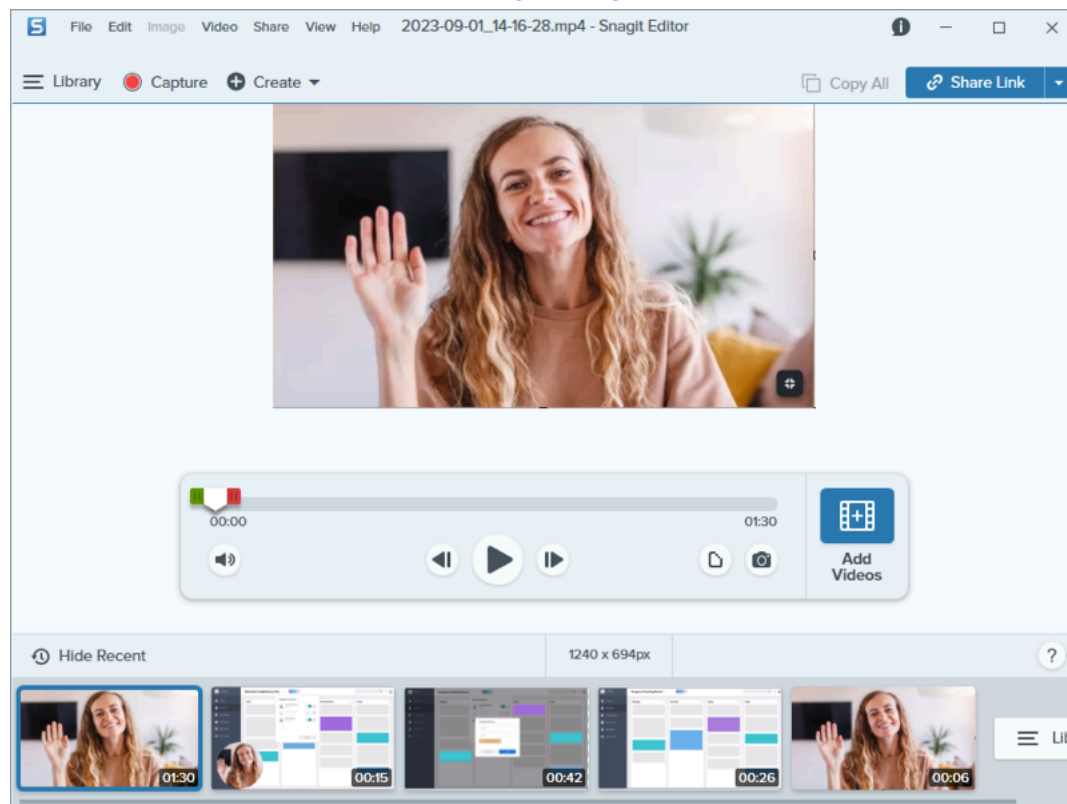 S File Edit Image Video Share View Help 2023-09-01_14-16-28.mp4 - Snagit Editor
Library Capture Create Copy All Share Link
00:00 01:30
Add
Videos
Hide Recent 1240 x 694px ?
01:30 00:15 00:42 00:26 00:06 Lib